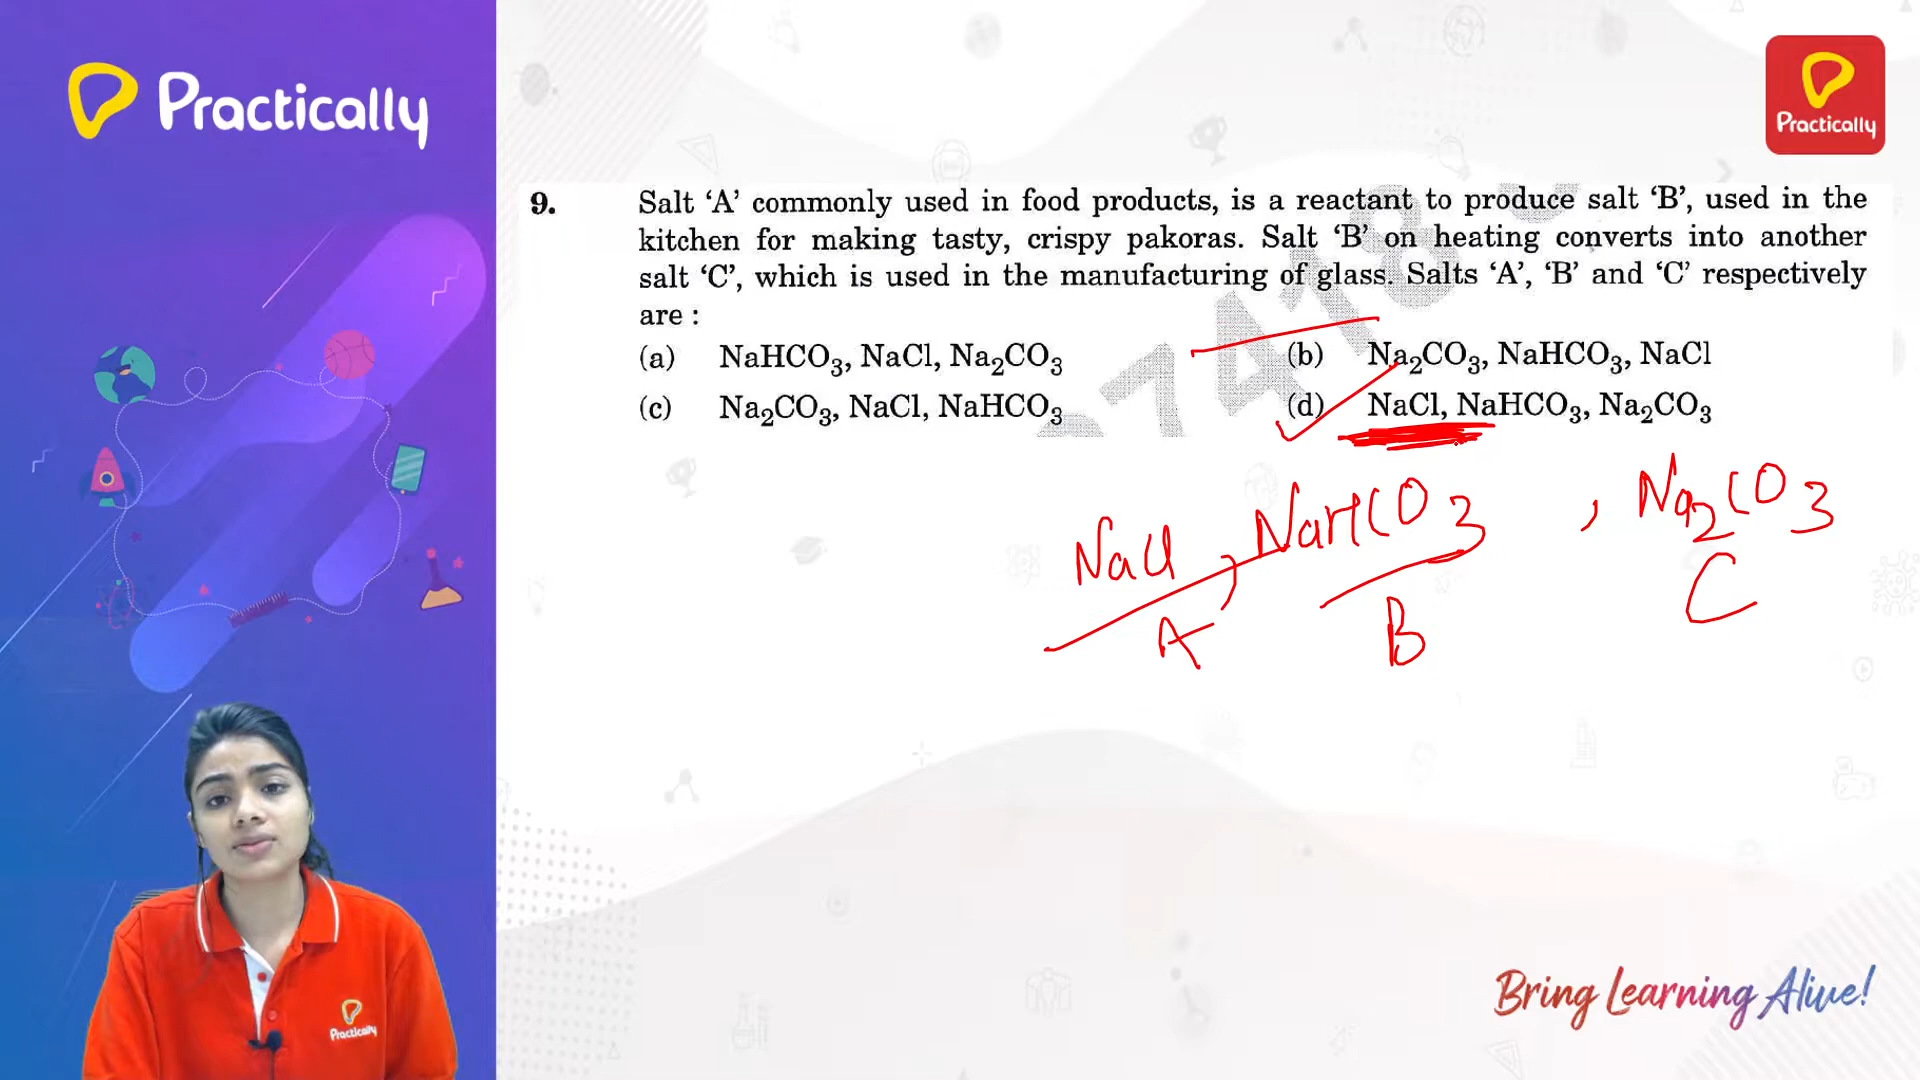 Practically
Practically
9. Salt ‘A’ commonly used in food products, is a reactant to produce salt ‘B’, used in the
kitchen for making tasty, crispy pakoras. Salt ‘B’ on heating converts into another
salt ‘C’, which is used in the manufacturing of glass. Salts ‘A’, ‘B’ and ‘C’ respectively
are :
(a) NaHCO₃, NaCl, Na₂CO₃ (b) Na₂CO₃, NaHCO₃, NaCl
(c) Na₂CO₃, NaCl, NaHCO₃ (d) NaCl, NaHCO₃, Na₂CO₃
NaCl, NaHCO₃, Na₂CO₃
A B C
Practically
Bring Learning Alive!